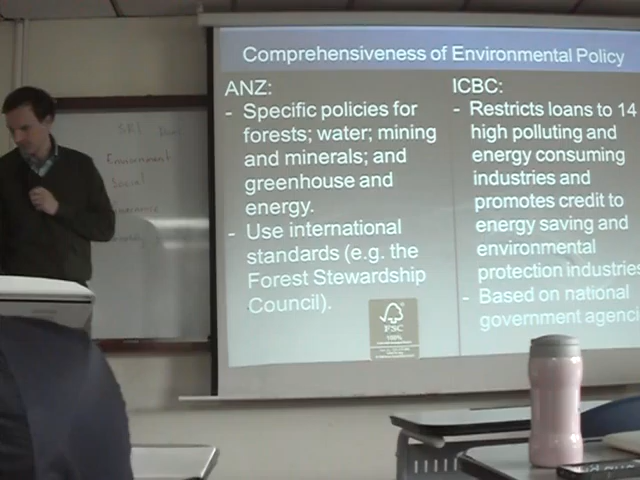 Comprehensiveness of Environmental Policy
ANZ:
- Specific policies for
forests; water; mining
and minerals; and
greenhouse and
energy.
- Use international
standards (e.g. the
Forest Stewardship
Council).
ICBC:
- Restricts loans to 14
high polluting and
energy consuming
industries and
promotes credit to
energy saving and
environmental
protection industries
- Based on national
government agenci
FSC
100%
SRI
Environment
Social